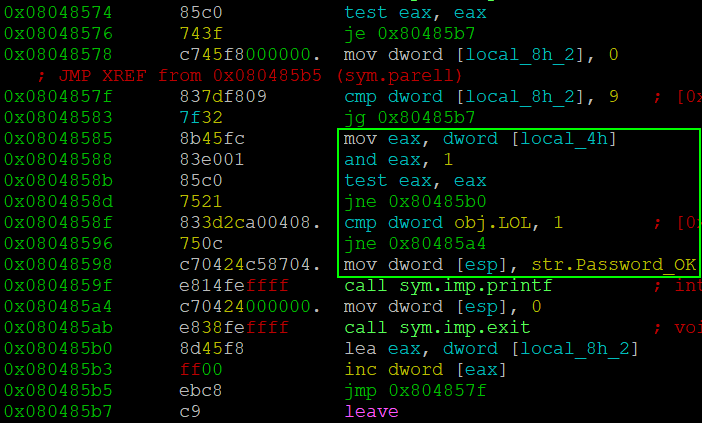 0x08048574 85c0 test eax, eax
0x08048576 743f je 0x80485b7
0x08048578 c745f8000000. mov dword [local_8h_2], 0
; JMP XREF from 0x080485b5 (sym.parell)
0x0804857f 837df809 cmp dword [local_8h_2], 9 ; [0x
0x08048583 7f32 jg 0x80485b7
0x08048585 8b45fc mov eax, dword [local_4h]
0x08048588 83e001 and eax, 1
0x0804858b 85c0 test eax, eax
0x0804858d 7521 jne 0x80485b0
0x0804858f 833d2ca00408. cmp dword obj.LOL, 1 ; [0x
0x08048596 750c jne 0x80485a4
0x08048598 c70424c58704. mov dword [esp], str.Password_OK
0x0804859f e814feffff call sym.imp.printf ; int
0x080485a4 c70424000000. mov dword [esp], 0
0x080485ab e838feffff call sym.imp.exit ; voi
0x080485b0 8d45f8 lea eax, dword [local_8h_2]
0x080485b3 ff00 inc dword [eax]
0x080485b5 ebc8 jmp 0x804857f
0x080485b7 c9 leave